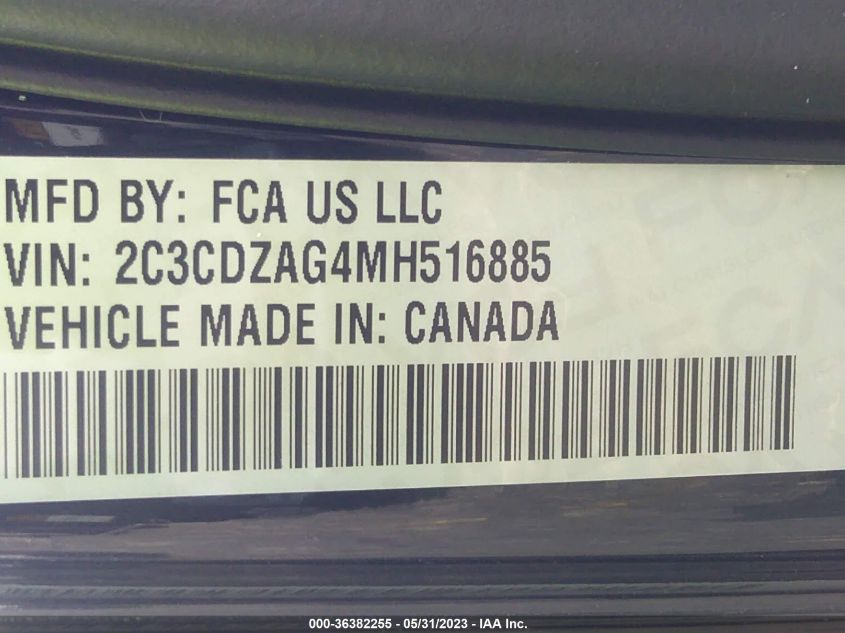 MFD BY: FCA US LLC
VIN: 2C3CDZAG4MH516885
VEHICLE MADE IN: CANADA
000-36382255 - 05/31/2023 - IAA Inc.